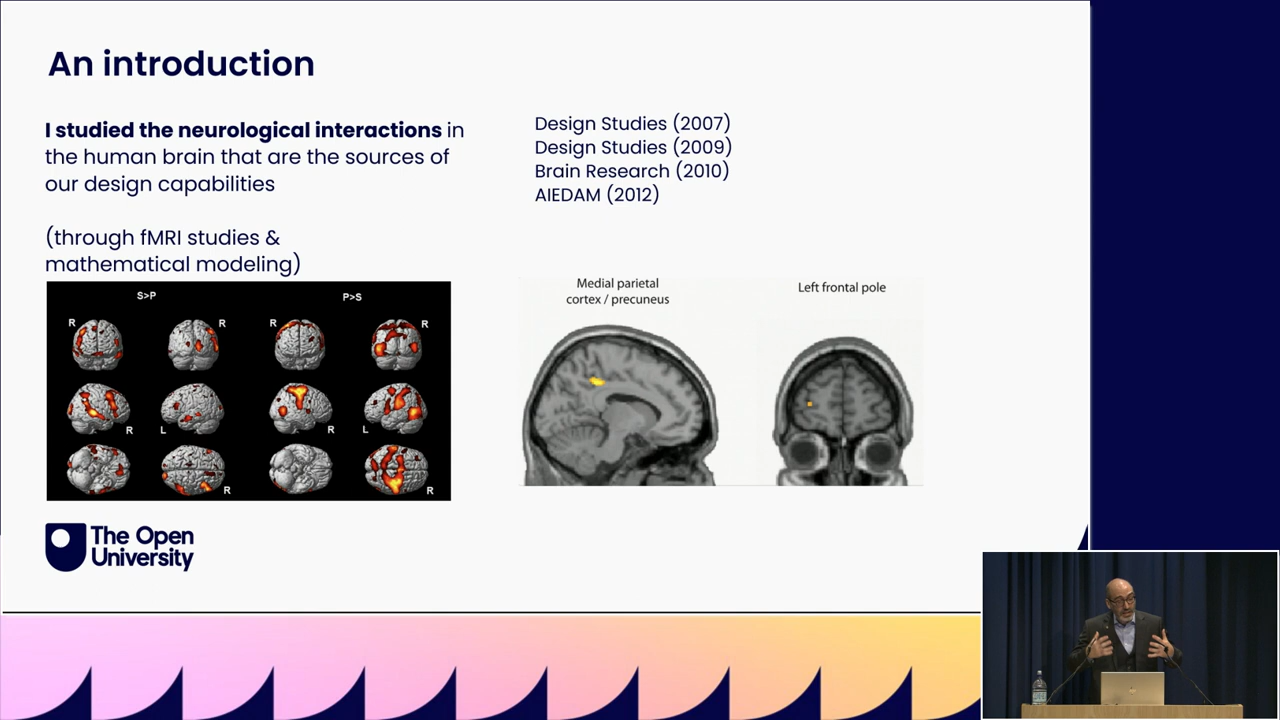 An introduction
I studied the neurological interactions in
the human brain that are the sources of
our design capabilities
(through fMRI studies &
mathematical modeling)
Design Studies (2007)
Design Studies (2009)
Brain Research (2010)
AIEDAM (2012)
S>P
P>S
R
R
R
R
R
L
R
L
R
R
Medial parietal
cortex / precuneus
Left frontal pole
The Open
University